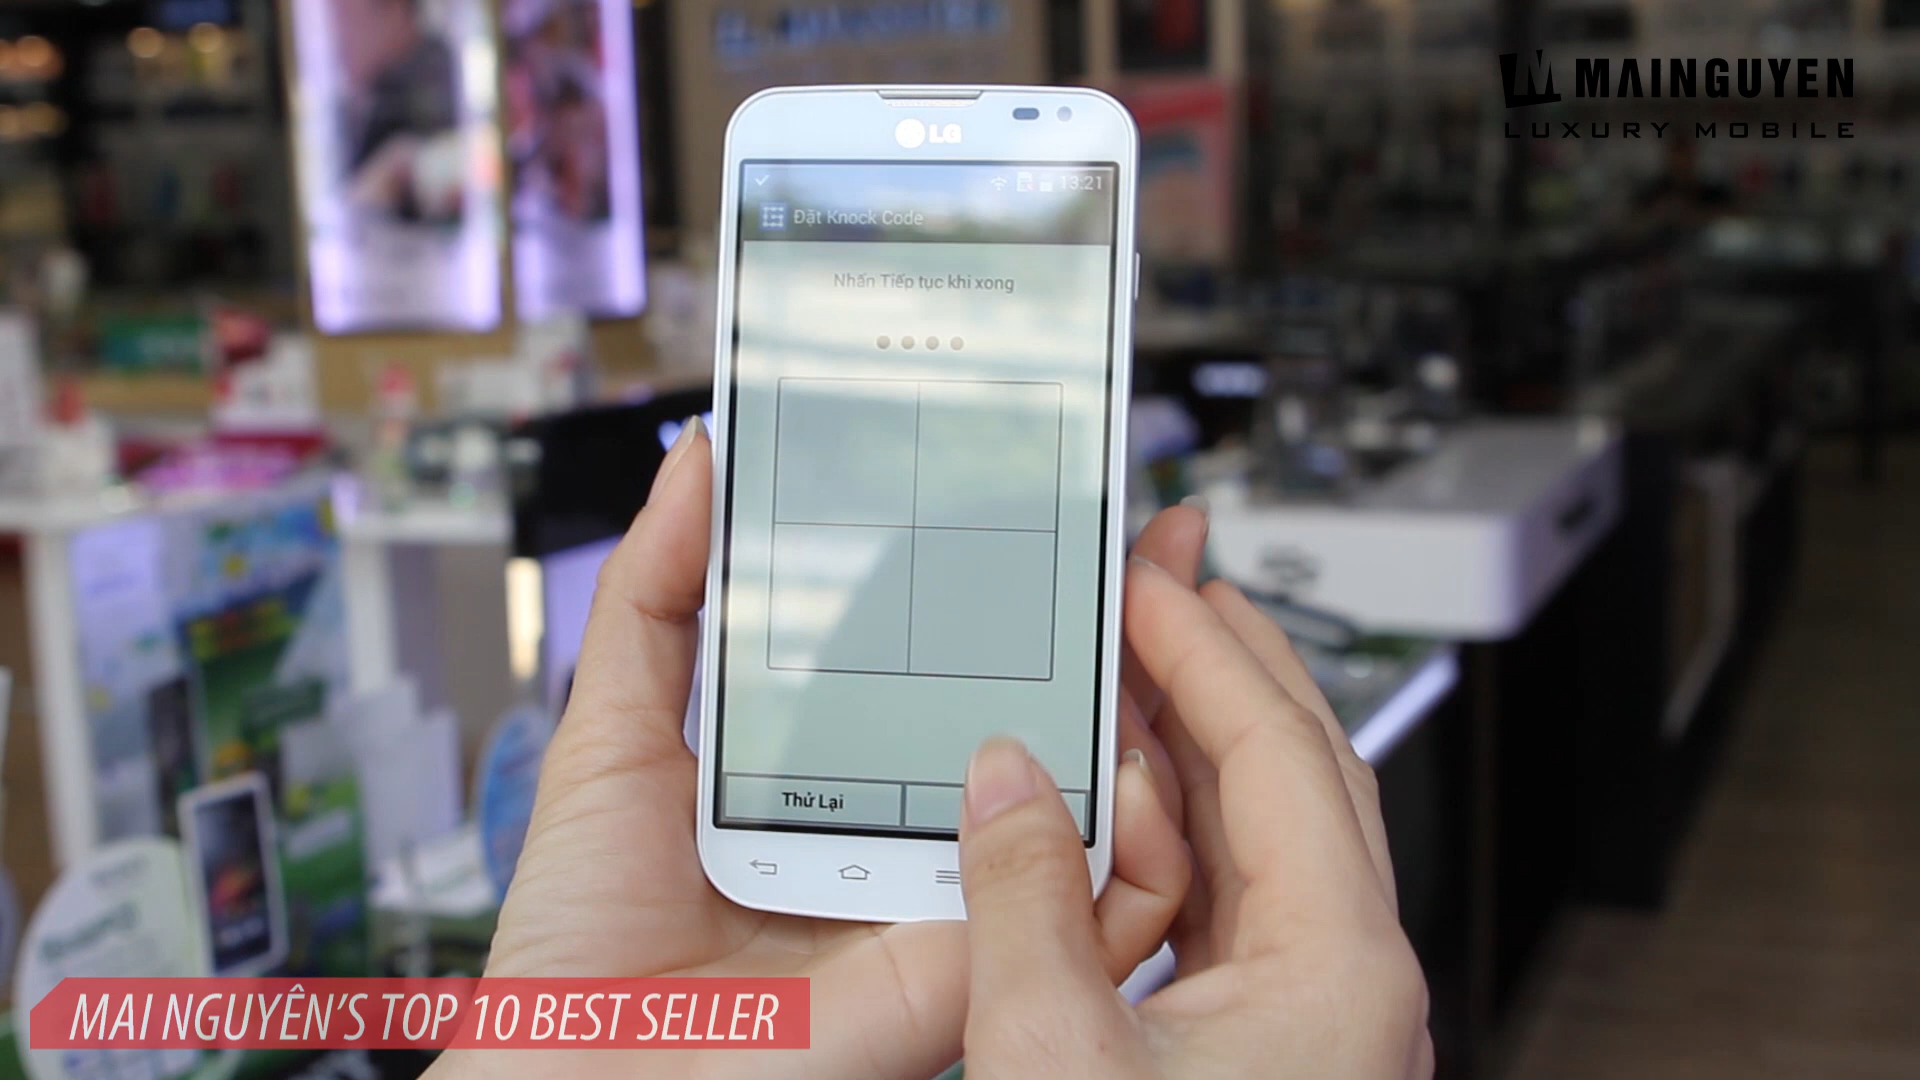 MAINGUYEN
LUXURY MOBILE
LG
13:21
Đặt Knock Code
Nhấn Tiếp tục khi xong
Thử Lại
MAI NGUYÊN'S TOP 10 BEST SELLER